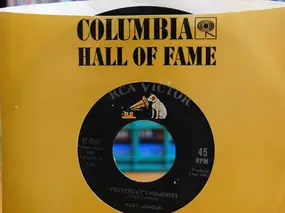 COLUMBIA
HALL OF FAME
RCA VICTOR
45
RPM
YESTERDAY'S MEMORIES
EDDY ARNOLD